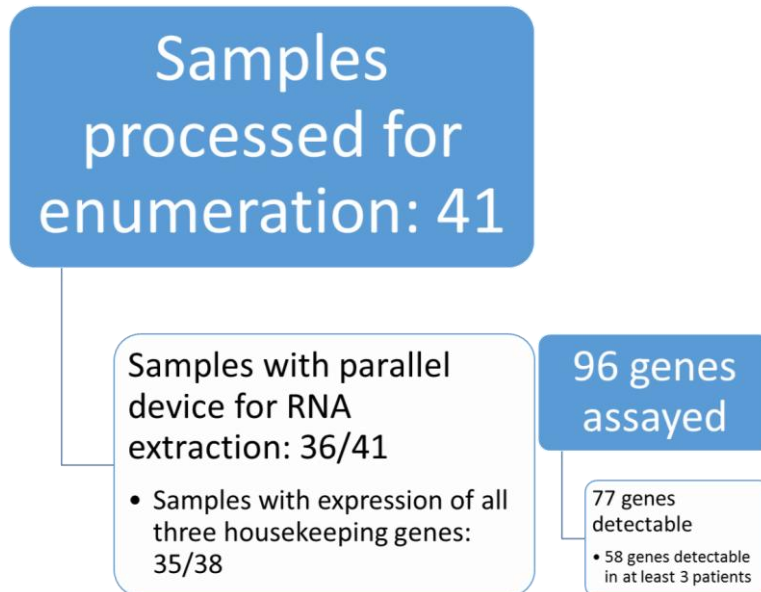 Samples
processed for
enumeration: 41
Samples with parallel
device for RNA
extraction: 36/41
• Samples with expression of all
three housekeeping genes:
35/38
96 genes
assayed
77 genes
detectable
• 58 genes detectable
in at least 3 patients